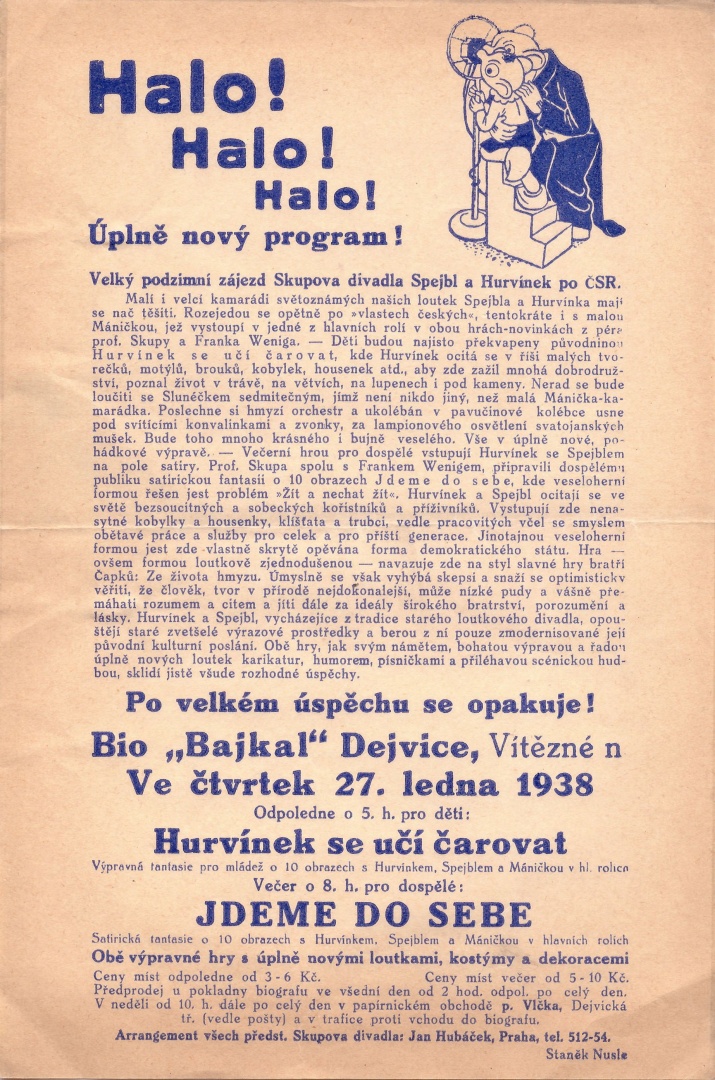 Halo!
Halo!
Halo!
Úplně nový program!
Velký podzimní zájezd Skupova divadla Spejbl a Hurvínek po ČSR.
Malí i velcí kamarádi světoznámých našich loutek Spejbla a Hurvínka mají
se nač těšiti. Rozejedou se opětně po »vlastech českých«, tentokráte i s malou
Máničkou, jež vystoupí v jedné z hlavních rolí v obou hrách-novinkách z pera
prof. Skupy a Franka Weniga. — Děti budou najisto překvapeny původninou
Hurvínek se učí čarovat, kde Hurvínek ocitá se v říši malých tvo-
rečků, motýlů, brouků, kobylek, housenek atd., aby zde zažil mnohá dobrodruž-
ství, poznal život v trávě, na větvích, na lupenech i pod kameny. Nerad se bude
loučiti se Slunéčkem sedmitečným, jímž není nikdo jiný, než malá Mánička-ka-
marádka. Poslechne si hmyzí orchestr a ukolébán v pavučinové kolébce usne
pod svítícími konvalinkami a zvonky, za lampionového osvětlení svatojanských
mušek. Bude toho mnoho krásného i bujně veselého. Vše v úplně nové, po-
hádkové výpravě. — Večerní hrou pro dospělé vstupují Hurvínek se Spejblem
na pole satiry. Prof. Skupa spolu s Frankem Wenigem, připravili dospělému
publiku satirickou fantasii o 10 obrazech Jdeme do sebe, kde veseloherní
formou řešen jest problém »Žít a nechat žít«. Hurvínek a Spejbl ocitají se ve
světě bezsoucitných a sobeckých kořistníků a příživníků. Vystupují zde nena-
sytné kobylky a housenky, klíšťata a trubci, vedle pracovitých včel se smyslem
obětavé práce a služby pro celek a pro příští generace. Jinotajnou veseloherní
formou jest zde vlastně skrytě opěvána forma demokratického státu. Hra —
ovšem formou loutkově zjednodušenou — navazuje zde na styl slavné hry bratří
Čapků: Ze života hmyzu. Úmyslně se však vyhýbá skepsi a snaží se optimisticky
věřiti, že člověk, tvor v přírodě nejdokonalejší, může nízké pudy a vášně pře-
máhati rozumem a citem a jíti dále za ideály širokého bratrství, porozumění a
lásky. Hurvínek a Spejbl, vycházejíce z tradice starého loutkového divadla, opou-
štějí staré zvetšelé výrazové prostředky a berou z ní pouze zmodernisované její
původní kulturní poslání. Obě hry, jak svým námětem, bohatou výpravou a řadou
úplně nových loutek karikatur, humorem, písničkami a přiléhavou scénickou hud-
bou, sklidí jistě všude rozhodné úspěchy.
Po velkém úspěchu se opakuje!
Bio „Bajkal“ Dejvice, Vítězné n
Ve čtvrtek 27. ledna 1938
Odpoledne o 5. h. pro děti:
Hurvínek se učí čarovat
Výpravná fantasie pro mládež o 10 obrazech s Hurvínkem, Spejblem a Máničkou v hl. rolích
Večer o 8. h. pro dospělé:
JDEME DO SEBE
Satirická fantasie o 10 obrazech s Hurvínkem, Spejblem a Máničkou v hlavních rolích
Obě výpravné hry s úplně novými loutkami, kostýmy a dekoracemi
Ceny míst odpoledne od 3 - 6 Kč. Ceny míst večer od 5 - 10 Kč.
Předprodej u pokladny biografu ve všední den od 2 hod. odpol. po celý den.
V neděli od 10. h. dále po celý den v papírnickém obchodě p. Vlčka, Dejvická
tř. (vedle pošty) a v trafice proti vchodu do biografu.
Arrangement všech předst. Skupova divadla: Jan Hubáček, Praha, tel. 512-54.
Staněk Nusle